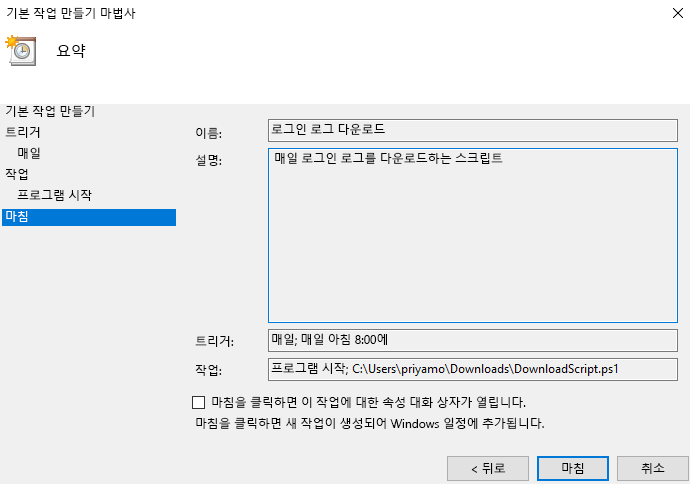 기본 작업 만들기 마법사
요약
기본 작업 만들기
트리거
매일
작업
프로그램 시작
마침
이름: 로그인 로그 다운로드
설명: 매일 로그인 로그를 다운로드하는 스크립트
트리거: 매일; 매일 아침 8:00에
작업: 프로그램 시작; C:\Users\priyamo\Downloads\DownloadScript.ps1
마침을 클릭하면 이 작업에 대한 속성 대화 상자가 열립니다.
마침을 클릭하면 새 작업이 생성되어 Windows 일정에 추가됩니다.
< 뒤로 마침 취소